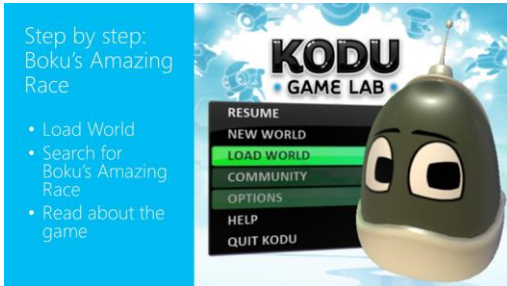 Step by step:
Boku's Amazing
Race
• Load World
• Search for
Boku's Amazing
Race
• Read about the
game
KODU
GAME LAB
RESUME
NEW WORLD
LOAD WORLD
COMMUNITY
OPTIONS
HELP
QUIT KODU